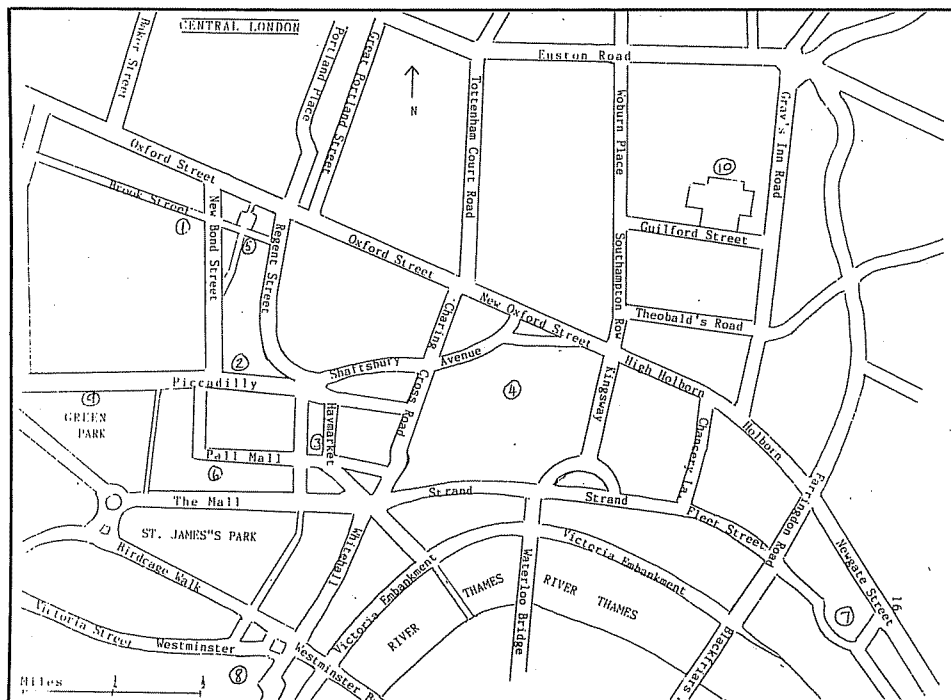 CENTRAL LONDON
Baker Street
Portland Place
Great Portland Street
Euston Road
N
Tottenham Court Road
Woburn Place
Gray's Inn Road
10
Oxford Street
Brook Street
New Bond Street
1
5
Regent Street
Oxford Street
Southampton Row
Guilford Street
New Oxford Street
Theobald's Road
Charing
Cross Road
Shaftsbury
Avenue
2
Piccadilly
9
GREEN
PARK
4
Kingsway
High Holborn
Holborn
Chancery La.
Haymarket
3
Pall Mall
6
The Mall
Strand
Strand
Fleet Street
Farringdon Road
Newgate Street
16
ST. JAMES"S PARK
Whitehall
Birdcage Walk
Victoria Embankment
Victoria Embankment
Waterloo Bridge
RIVER
THAMES
RIVER
THAMES
7
Victoria Street
Westminster
8
Westminster
Blackfriars
Miles